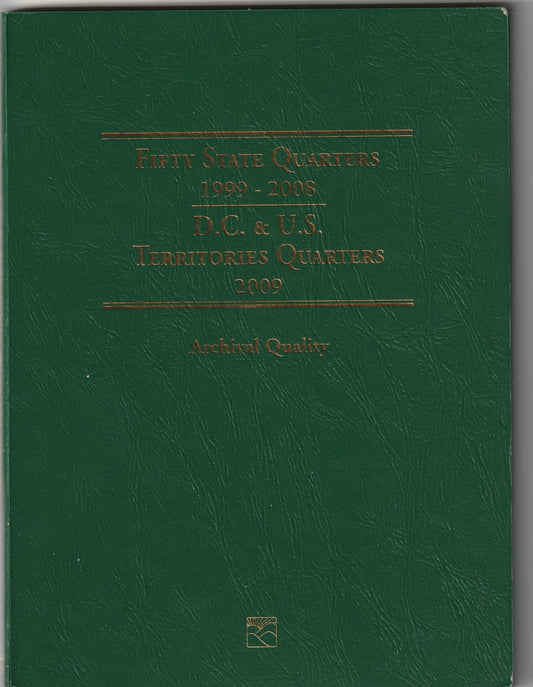 Fifty State Quarters
1999 - 2008
D.C. & U.S.
Territories Quarters
2009
Archival Quality